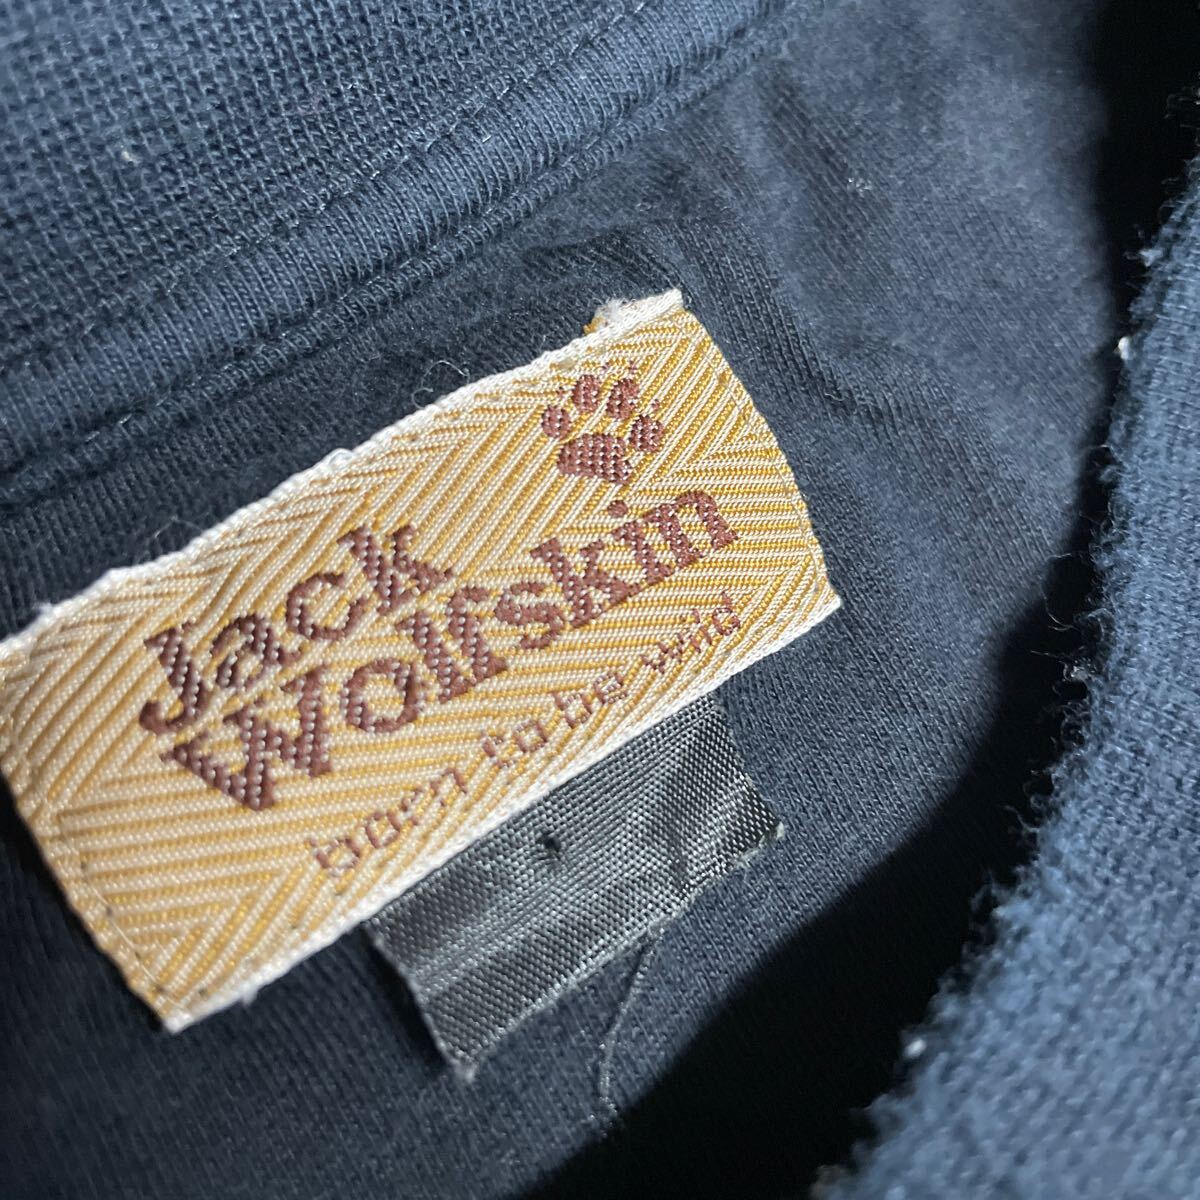 Jack
Wolfskin
born to be wild